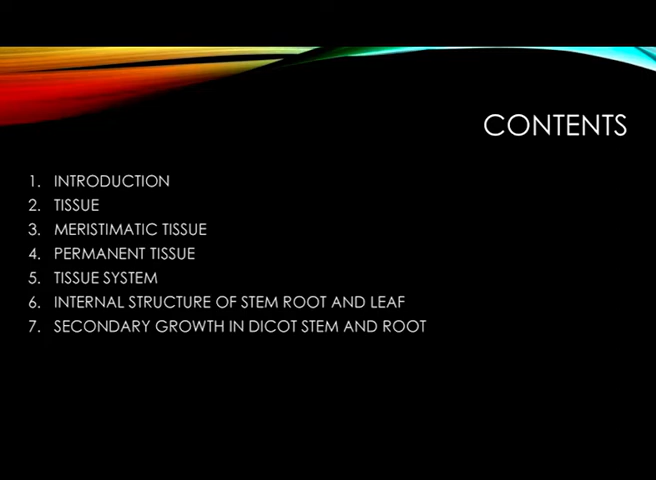 CONTENTS
1. INTRODUCTION
2. TISSUE
3. MERISTIMATIC TISSUE
4. PERMANENT TISSUE
5. TISSUE SYSTEM
6. INTERNAL STRUCTURE OF STEM ROOT AND LEAF
7. SECONDARY GROWTH IN DICOT STEM AND ROOT